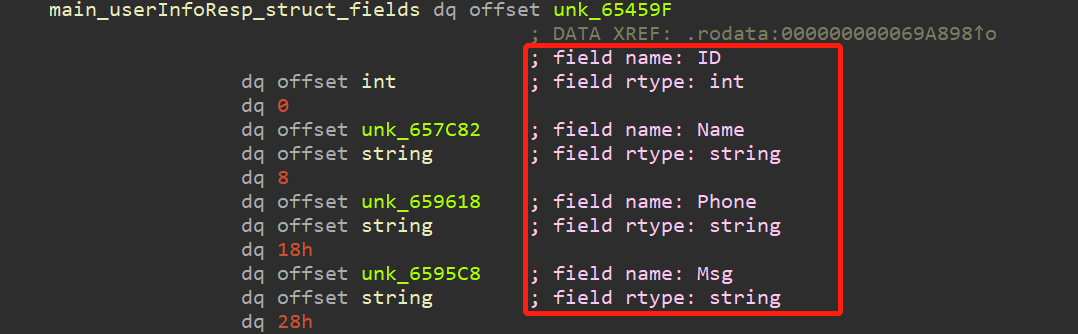 main_userInfoResp_struct_fields dq offset unk_65459F
; DATA XREF: .rodata:000000000069A898↑o
; field name: ID
dq offset int ; field rtype: int
dq 0
dq offset unk_657C82 ; field name: Name
dq offset string ; field rtype: string
dq 8
dq offset unk_659618 ; field name: Phone
dq offset string ; field rtype: string
dq 18h
dq offset unk_6595C8 ; field name: Msg
dq offset string ; field rtype: string
dq 28h